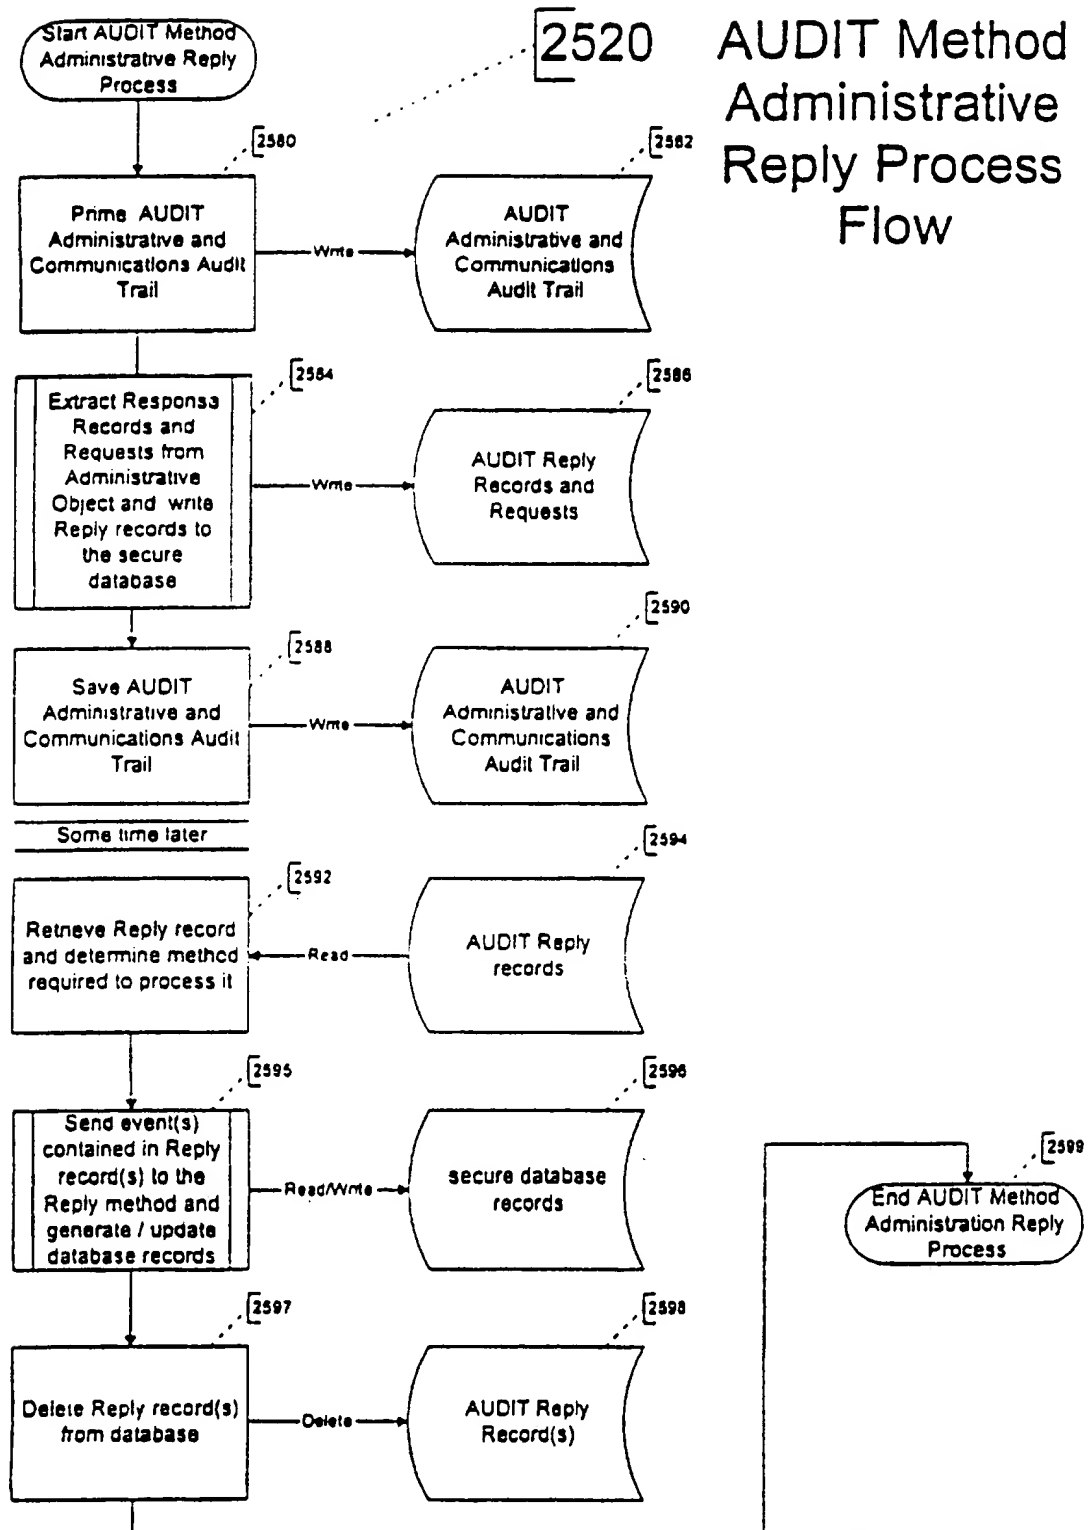 Start AUDIT Method
Administrative Reply
Process
2520
AUDIT Method
Administrative
Reply Process
Flow
2580
2582
Prime AUDIT
Administrative and
Communications Audit
Trail
Write
AUDIT
Administrative and
Communications
Audit Trail
2584
2586
Extract Response
Records and
Requests from
Administrative
Object and write
Reply records to
the secure
database
Write
AUDIT Reply
Records and
Requests
2588
2590
Save AUDIT
Administrative and
Communications Audit
Trail
Write
AUDIT
Administrative and
Communications
Audit Trail
Some time later
2592
2594
Retrieve Reply record
and determine method
required to process it
Read
AUDIT Reply
records
2595
2596
Send event(s)
contained in Reply
record(s) to the
Reply method and
generate / update
database records
Read/Write
secure database
records
2599
End AUDIT Method
Administration Reply
Process
2597
2598
Delete Reply record(s)
from database
Delete
AUDIT Reply
Record(s)